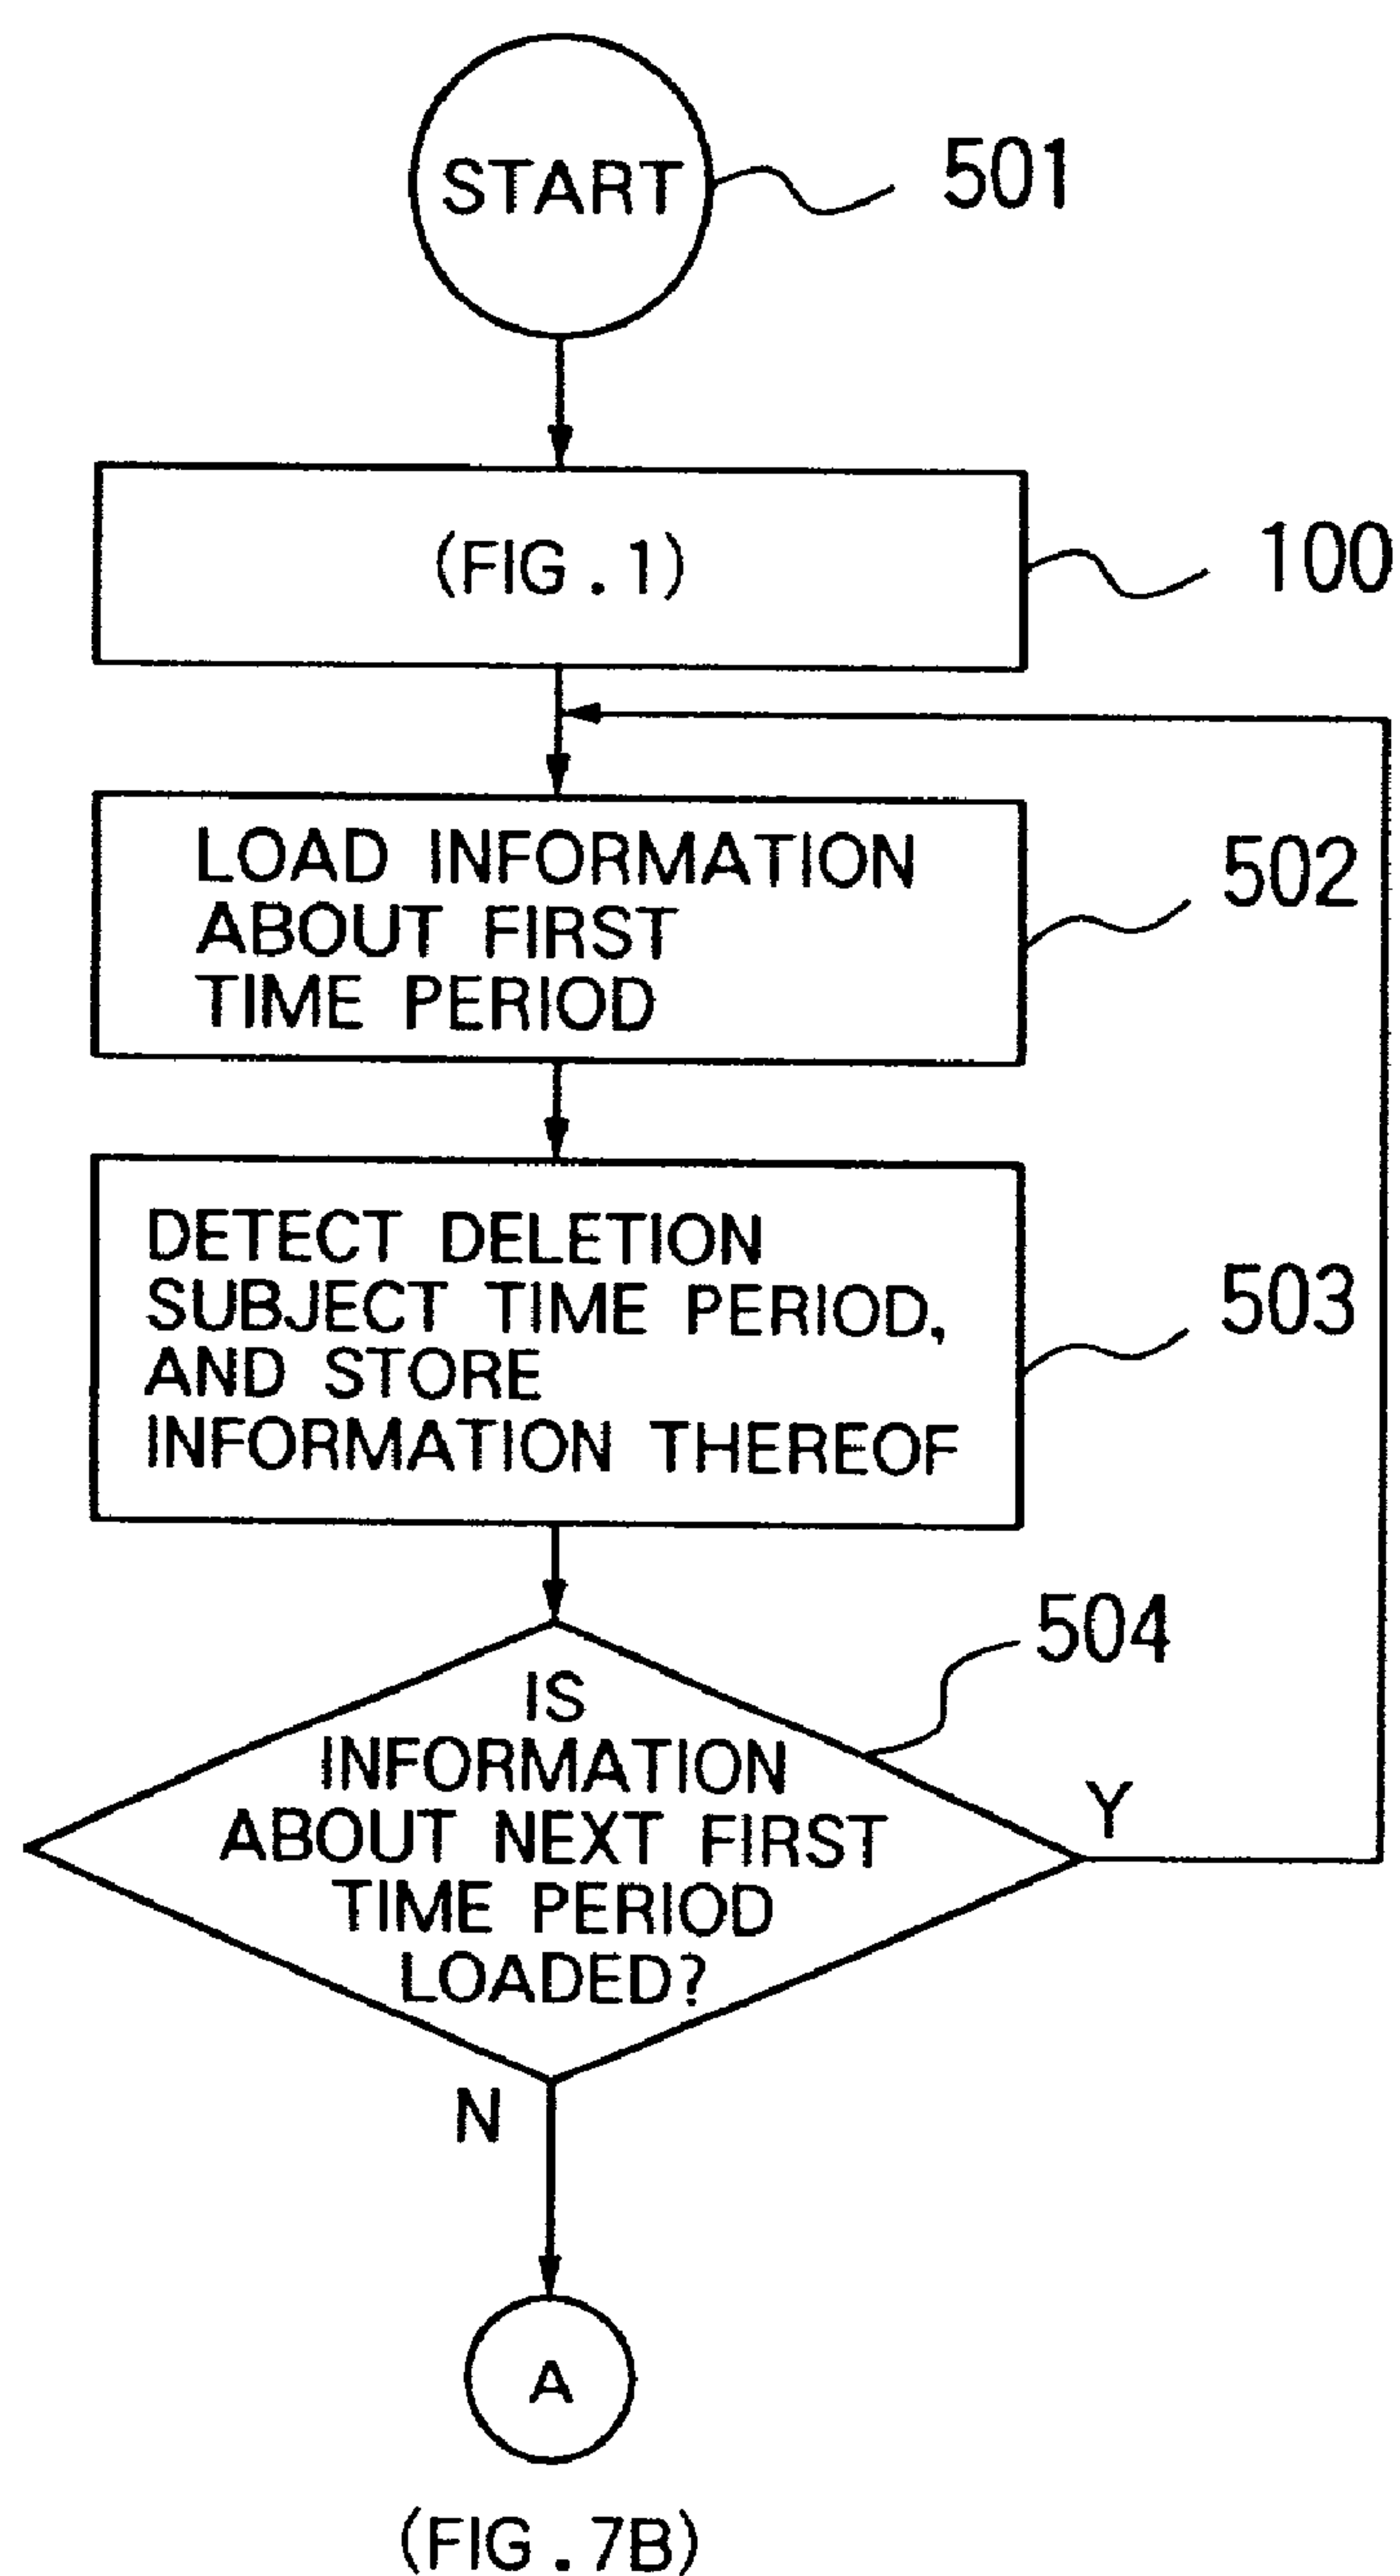 START
501
(FIG.1)
100
LOAD INFORMATION
ABOUT FIRST
TIME PERIOD
502
DETECT DELETION
SUBJECT TIME PERIOD,
AND STORE
INFORMATION THEREOF
503
504
IS
INFORMATION
ABOUT NEXT FIRST
TIME PERIOD
LOADED?
Y
N
A
(FIG.7B)